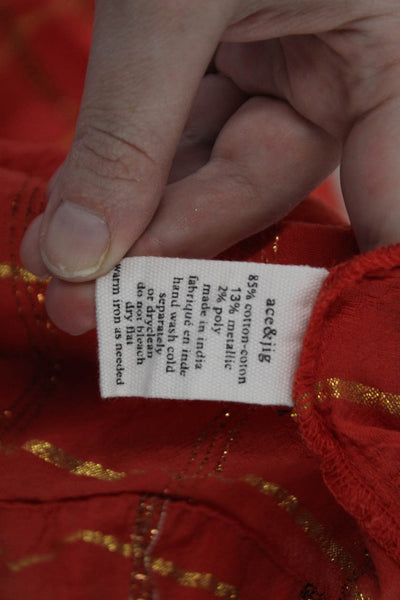 ace&jig
85% cotton-coton
13% metallic
2% poly
made in india
fabriqué en inde
hand wash cold
separately
or dryclean
do not bleach
dry flat
warm iron as needed